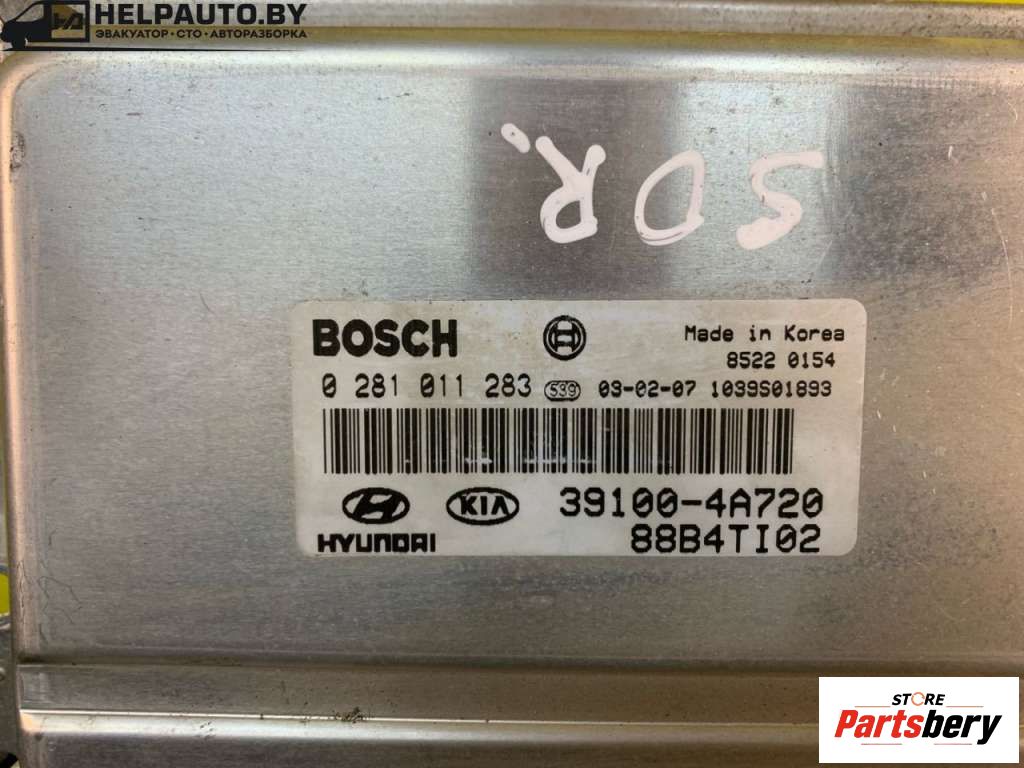 HELPAUTO.BY
ЭВАКУАТОР • СТО • АВТОРАЗБОРКА
SOR.
BOSCH
Made in Korea
8522 0154
0 281 011 283 539 03-02-07 1039S01893
KIA
39100-4A720
HYUNDAI
88B4TI02
STORE
Partsbery